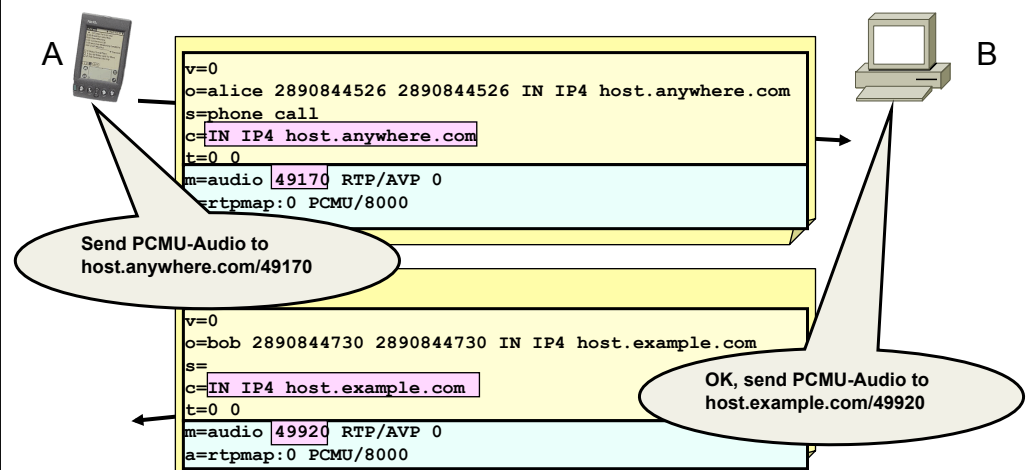 A
B
v=0
o=alice 2890844526 2890844526 IN IP4 host.anywhere.com
s=phone call
c=IN IP4 host.anywhere.com
t=0 0
m=audio 49170 RTP/AVP 0
=rtpmap:0 PCMU/8000
Send PCMU-Audio to
host.anywhere.com/49170
v=0
o=bob 2890844730 2890844730 IN IP4 host.example.com
s=
c=IN IP4 host.example.com
t=0 0
m=audio 49920 RTP/AVP 0
a=rtpmap:0 PCMU/8000
OK, send PCMU-Audio to
host.example.com/49920